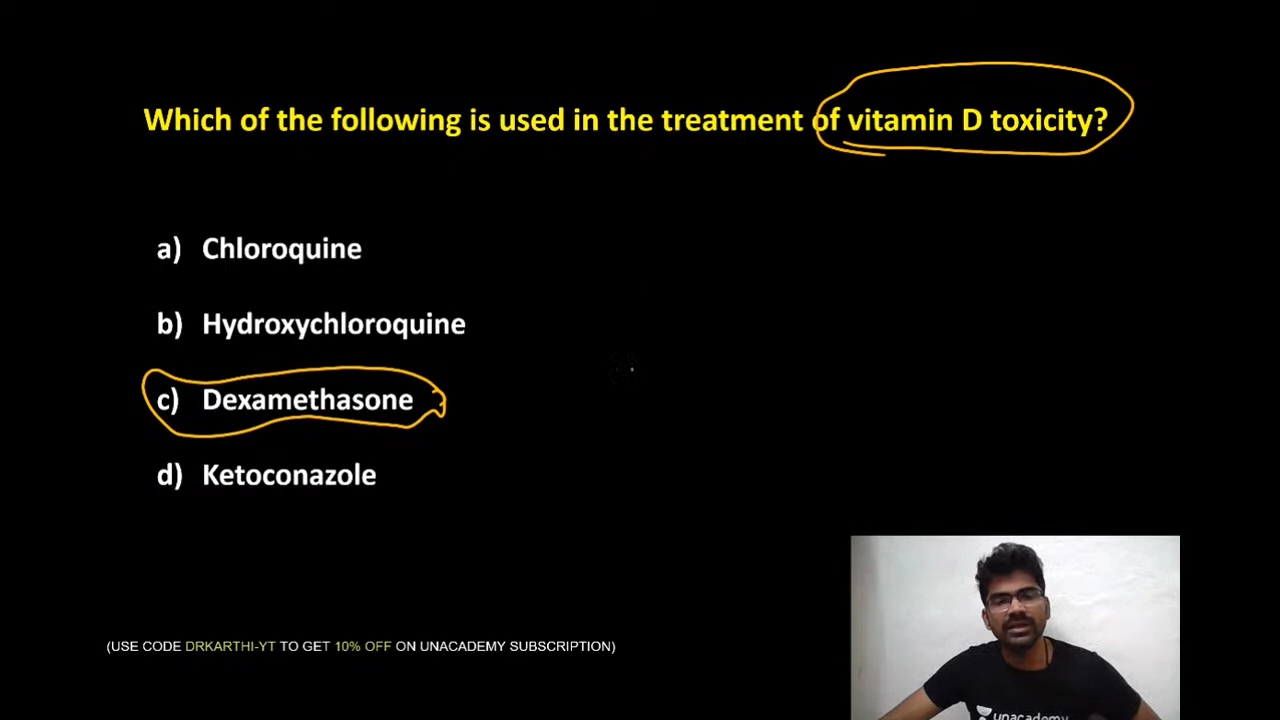 Which of the following is used in the treatment of vitamin D toxicity?
a) Chloroquine
b) Hydroxychloroquine
c) Dexamethasone
d) Ketoconazole
(USE CODE DRKARTHI-YT TO GET 10% OFF ON UNACADEMY SUBSCRIPTION)
unacademy